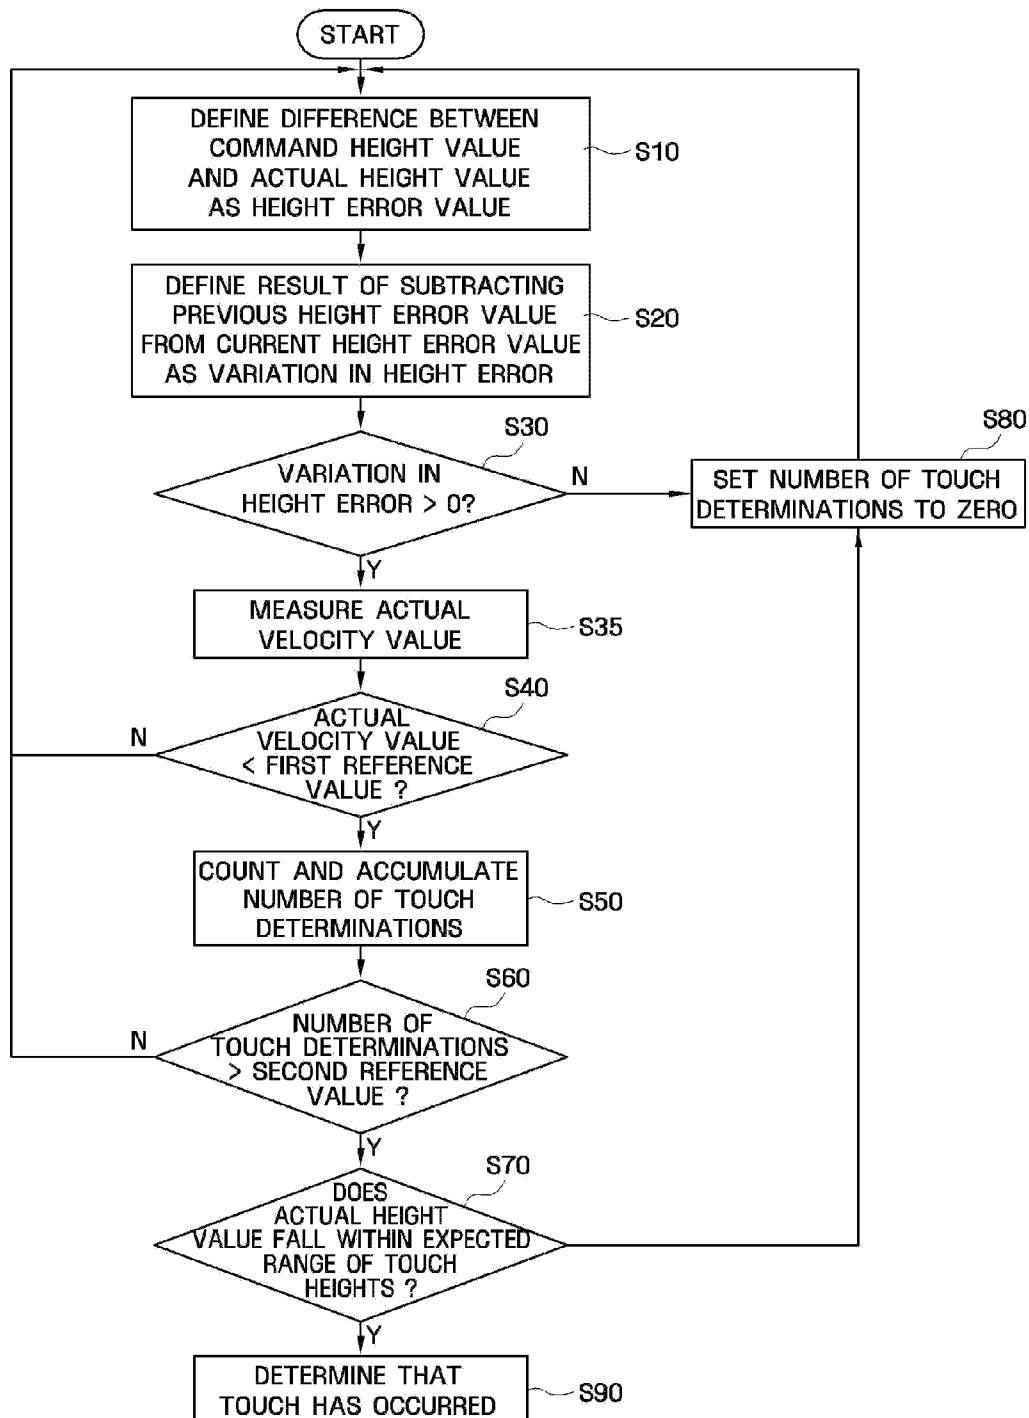 START
DEFINE DIFFERENCE BETWEEN
COMMAND HEIGHT VALUE
AND ACTUAL HEIGHT VALUE
AS HEIGHT ERROR VALUE
S10
DEFINE RESULT OF SUBTRACTING
PREVIOUS HEIGHT ERROR VALUE
FROM CURRENT HEIGHT ERROR VALUE
AS VARIATION IN HEIGHT ERROR
S20
S30
VARIATION IN
HEIGHT ERROR > 0?
N
Y
S80
SET NUMBER OF TOUCH
DETERMINATIONS TO ZERO
MEASURE ACTUAL
VELOCITY VALUE
S35
S40
ACTUAL
VELOCITY VALUE
< FIRST REFERENCE
VALUE ?
N
Y
COUNT AND ACCUMULATE
NUMBER OF TOUCH
DETERMINATIONS
S50
S60
NUMBER OF
TOUCH DETERMINATIONS
> SECOND REFERENCE
VALUE ?
N
Y
S70
DOES
ACTUAL HEIGHT
VALUE FALL WITHIN EXPECTED
RANGE OF TOUCH
HEIGHTS ?
Y
DETERMINE THAT
TOUCH HAS OCCURRED
S90